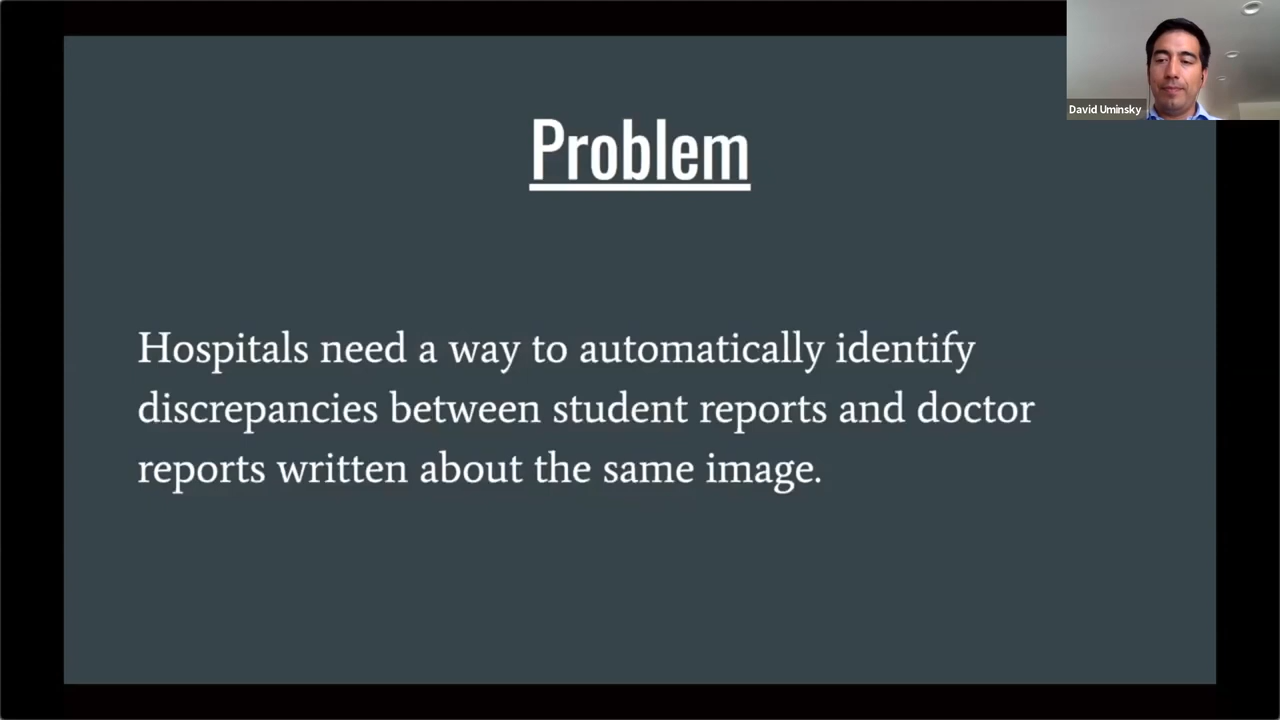 David Uminsky
Problem
Hospitals need a way to automatically identify
discrepancies between student reports and doctor
reports written about the same image.